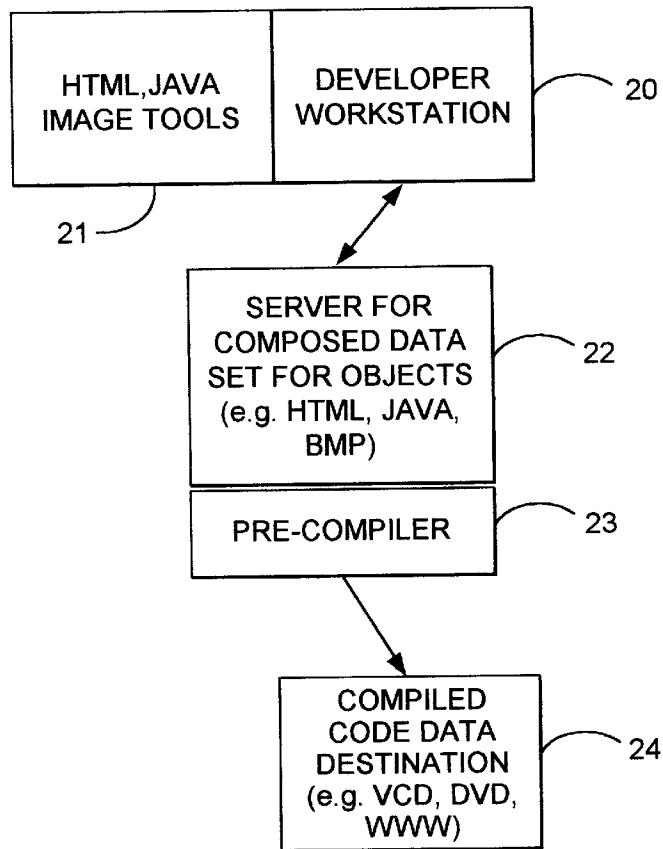 HTML,JAVA
IMAGE TOOLS
DEVELOPER
WORKSTATION
20
21
SERVER FOR
COMPOSED DATA
SET FOR OBJECTS
(e.g. HTML, JAVA,
BMP)
22
PRE-COMPILER
23
COMPILED
CODE DATA
DESTINATION
(e.g. VCD, DVD,
WWW)
24